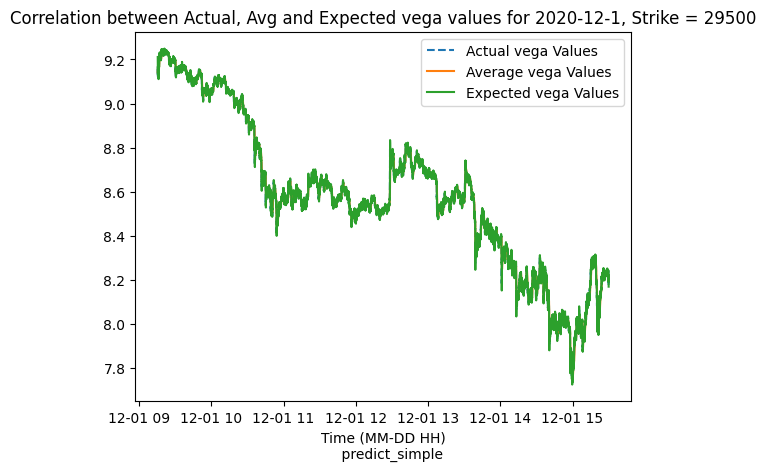 Correlation between Actual, Avg and Expected vega values for 2020-12-1, Strike = 29500
Actual vega Values
Average vega Values
Expected vega Values
9.2
9.0
8.8
8.6
8.4
8.2
8.0
7.8
12-01 09 12-01 10 12-01 11 12-01 12 12-01 13 12-01 14 12-01 15
Time (MM-DD HH)
predict_simple